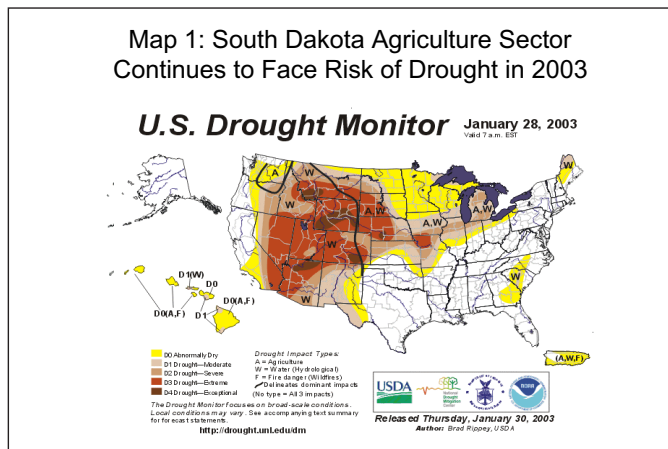 Map 1: South Dakota Agriculture Sector
Continues to Face Risk of Drought in 2003
U.S. Drought Monitor
January 28, 2003
Valid 7 a.m. EST
A
W
W
W
W
A,W
A,W
A,W
W
W
D1(W)
D0
D0(A,F)
D1
D0(A,F)
(A,W,F)
D0 Abnormally Dry
D1 Drought—Moderate
D2 Drought—Severe
D3 Drought—Extreme
D4 Drought—Exceptional
Drought Impact Types:
A = Agriculture
W = Water (Hydrological)
F = Fire danger (Wildfires)
Delineates dominant impacts
(No type = All 3 impacts)
The Drought Monitor focuses on broad-scale conditions.
Local conditions may vary. See accompanying text summary
for forecast statements.
http://drought.unl.edu/dm
USDA
National
Drought
Mitigation
Center
Released Thursday, January 30, 2003
Author: Brad Rippey, USDA